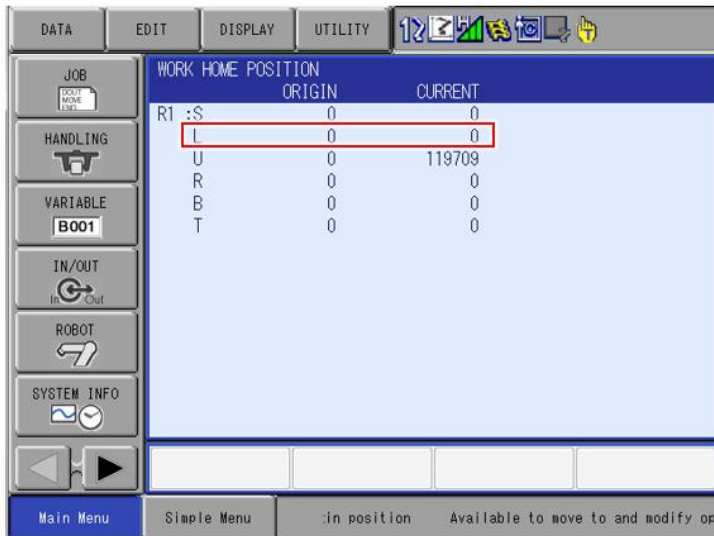 DATA EDIT DISPLAY UTILITY
JOB
DOUT
MOVE
END
HANDLING
VARIABLE
B001
IN/OUT
In Out
ROBOT
SYSTEM INFO
WORK HOME POSITION
ORIGIN CURRENT
R1 :S 0 0
L 0 0
U 0 119709
R 0 0
B 0 0
T 0 0
Main Menu Simple Menu :in position Available to move to and modify op